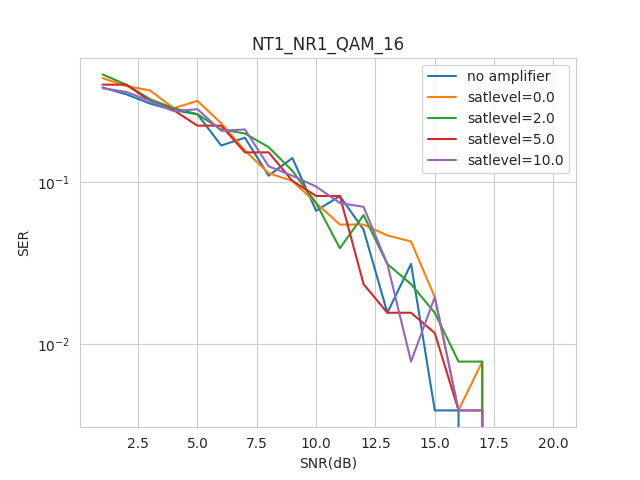 NT1_NR1_QAM_16
no amplifier
satlevel=0.0
satlevel=2.0
satlevel=5.0
satlevel=10.0
10⁻¹
10⁻²
SER
2.5 5.0 7.5 10.0 12.5 15.0 17.5 20.0
SNR(dB)